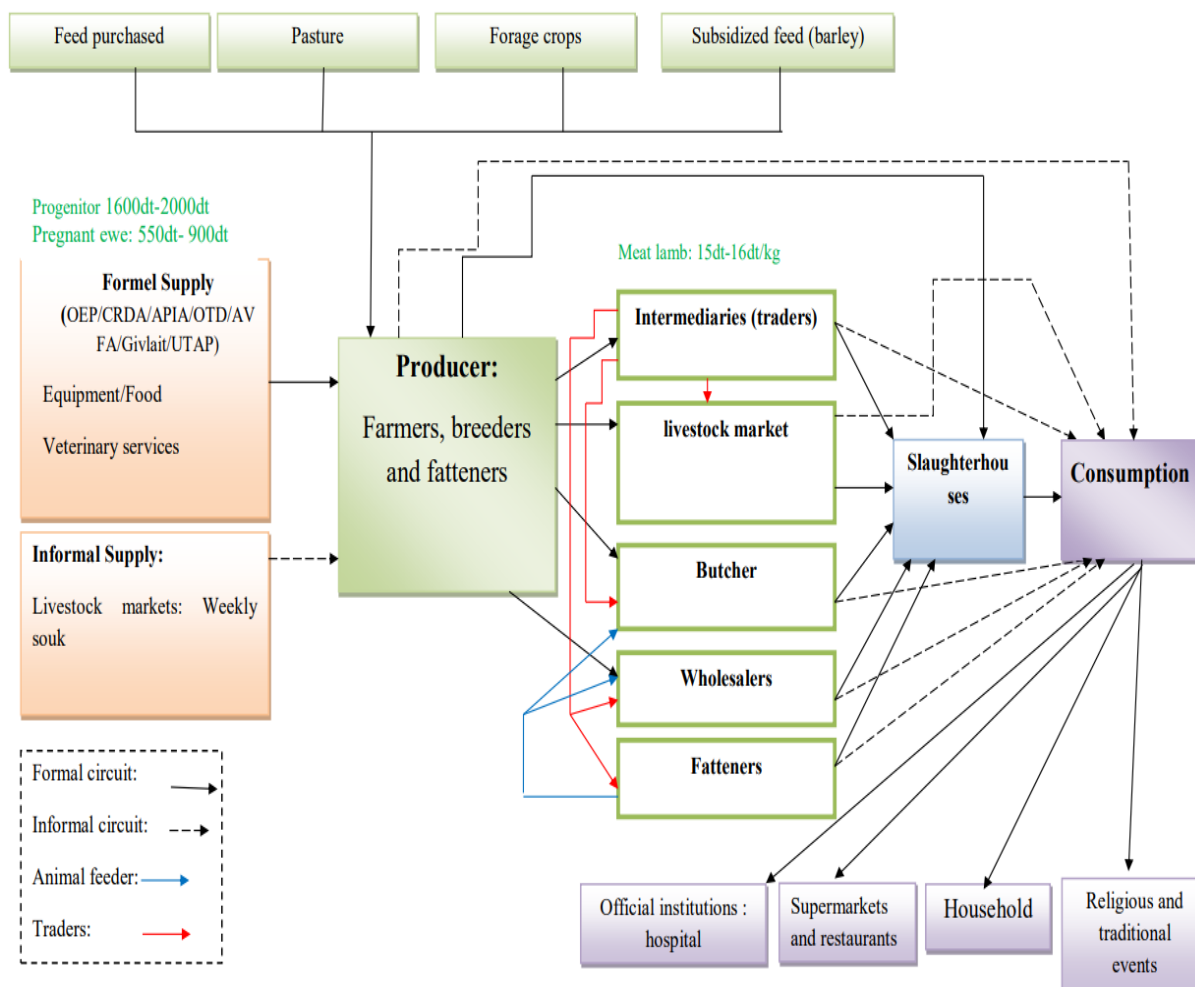 Feed purchased
Pasture
Forage crops
Subsidized feed (barley)
Progenitor 1600dt-2000dt
Pregnant ewe: 550dt- 900dt
Formel Supply
(OEP/CRDA/APIA/OTD/AV
FA/Givlait/UTAP)
Equipment/Food
Veterinary services
Informal Supply:
Livestock markets: Weekly
souk
Producer:
Farmers, breeders
and fatteners
Meat lamb: 15dt-16dt/kg
Intermediaries (traders)
livestock market
Butcher
Wholesalers
Fatteners
Slaughterhou
ses
Consumption
Formal circuit:
Informal circuit:
Animal feeder:
Traders:
Official institutions :
hospital
Supermarkets
and restaurants
Household
Religious and
traditional
events